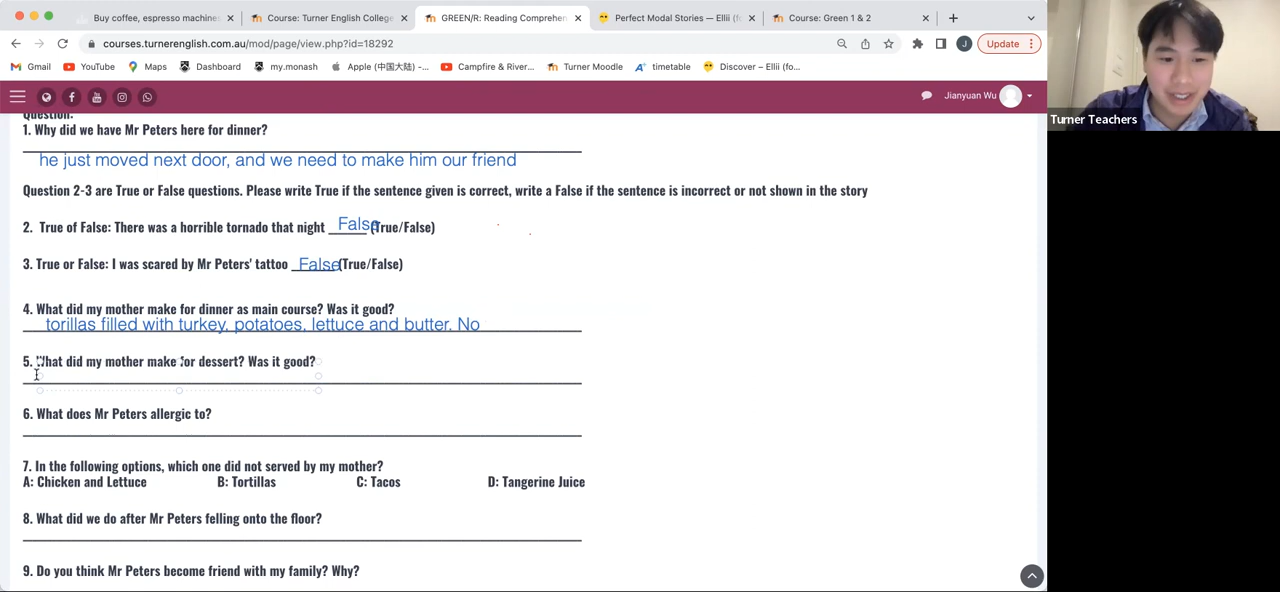 Buy coffee, espresso machines
Course: Turner English College
GREEN/R: Reading Comprehen
Perfect Modal Stories — Ellii (fo
Course: Green 1 & 2
courses.turnerenglish.com.au/mod/page/view.php?id=18292
J
Update
Gmail
YouTube
Maps
Dashboard
my.monash
Apple (中国大陆) -...
Campfire & River...
Turner Moodle
timetable
Discover – Ellii (fo...
Jianyuan Wu
Turner Teachers
Question:
1. Why did we have Mr Peters here for dinner?
he just moved next door, and we need to make him our friend
Question 2-3 are True or False questions. Please write True if the sentence given is correct, write a False if the sentence is incorrect or not shown in the story
2. True of False: There was a horrible tornado that night ______ False (True/False)
3. True or False: I was scared by Mr Peters' tattoo ______ False (True/False)
4. What did my mother make for dinner as main course? Was it good?
torillas filled with turkey, potatoes, lettuce and butter. No
5. What did my mother make for dessert? Was it good?
6. What does Mr Peters allergic to?
7. In the following options, which one did not served by my mother?
A: Chicken and Lettuce B: Tortillas C: Tacos D: Tangerine Juice
8. What did we do after Mr Peters felling onto the floor?
9. Do you think Mr Peters become friend with my family? Why?